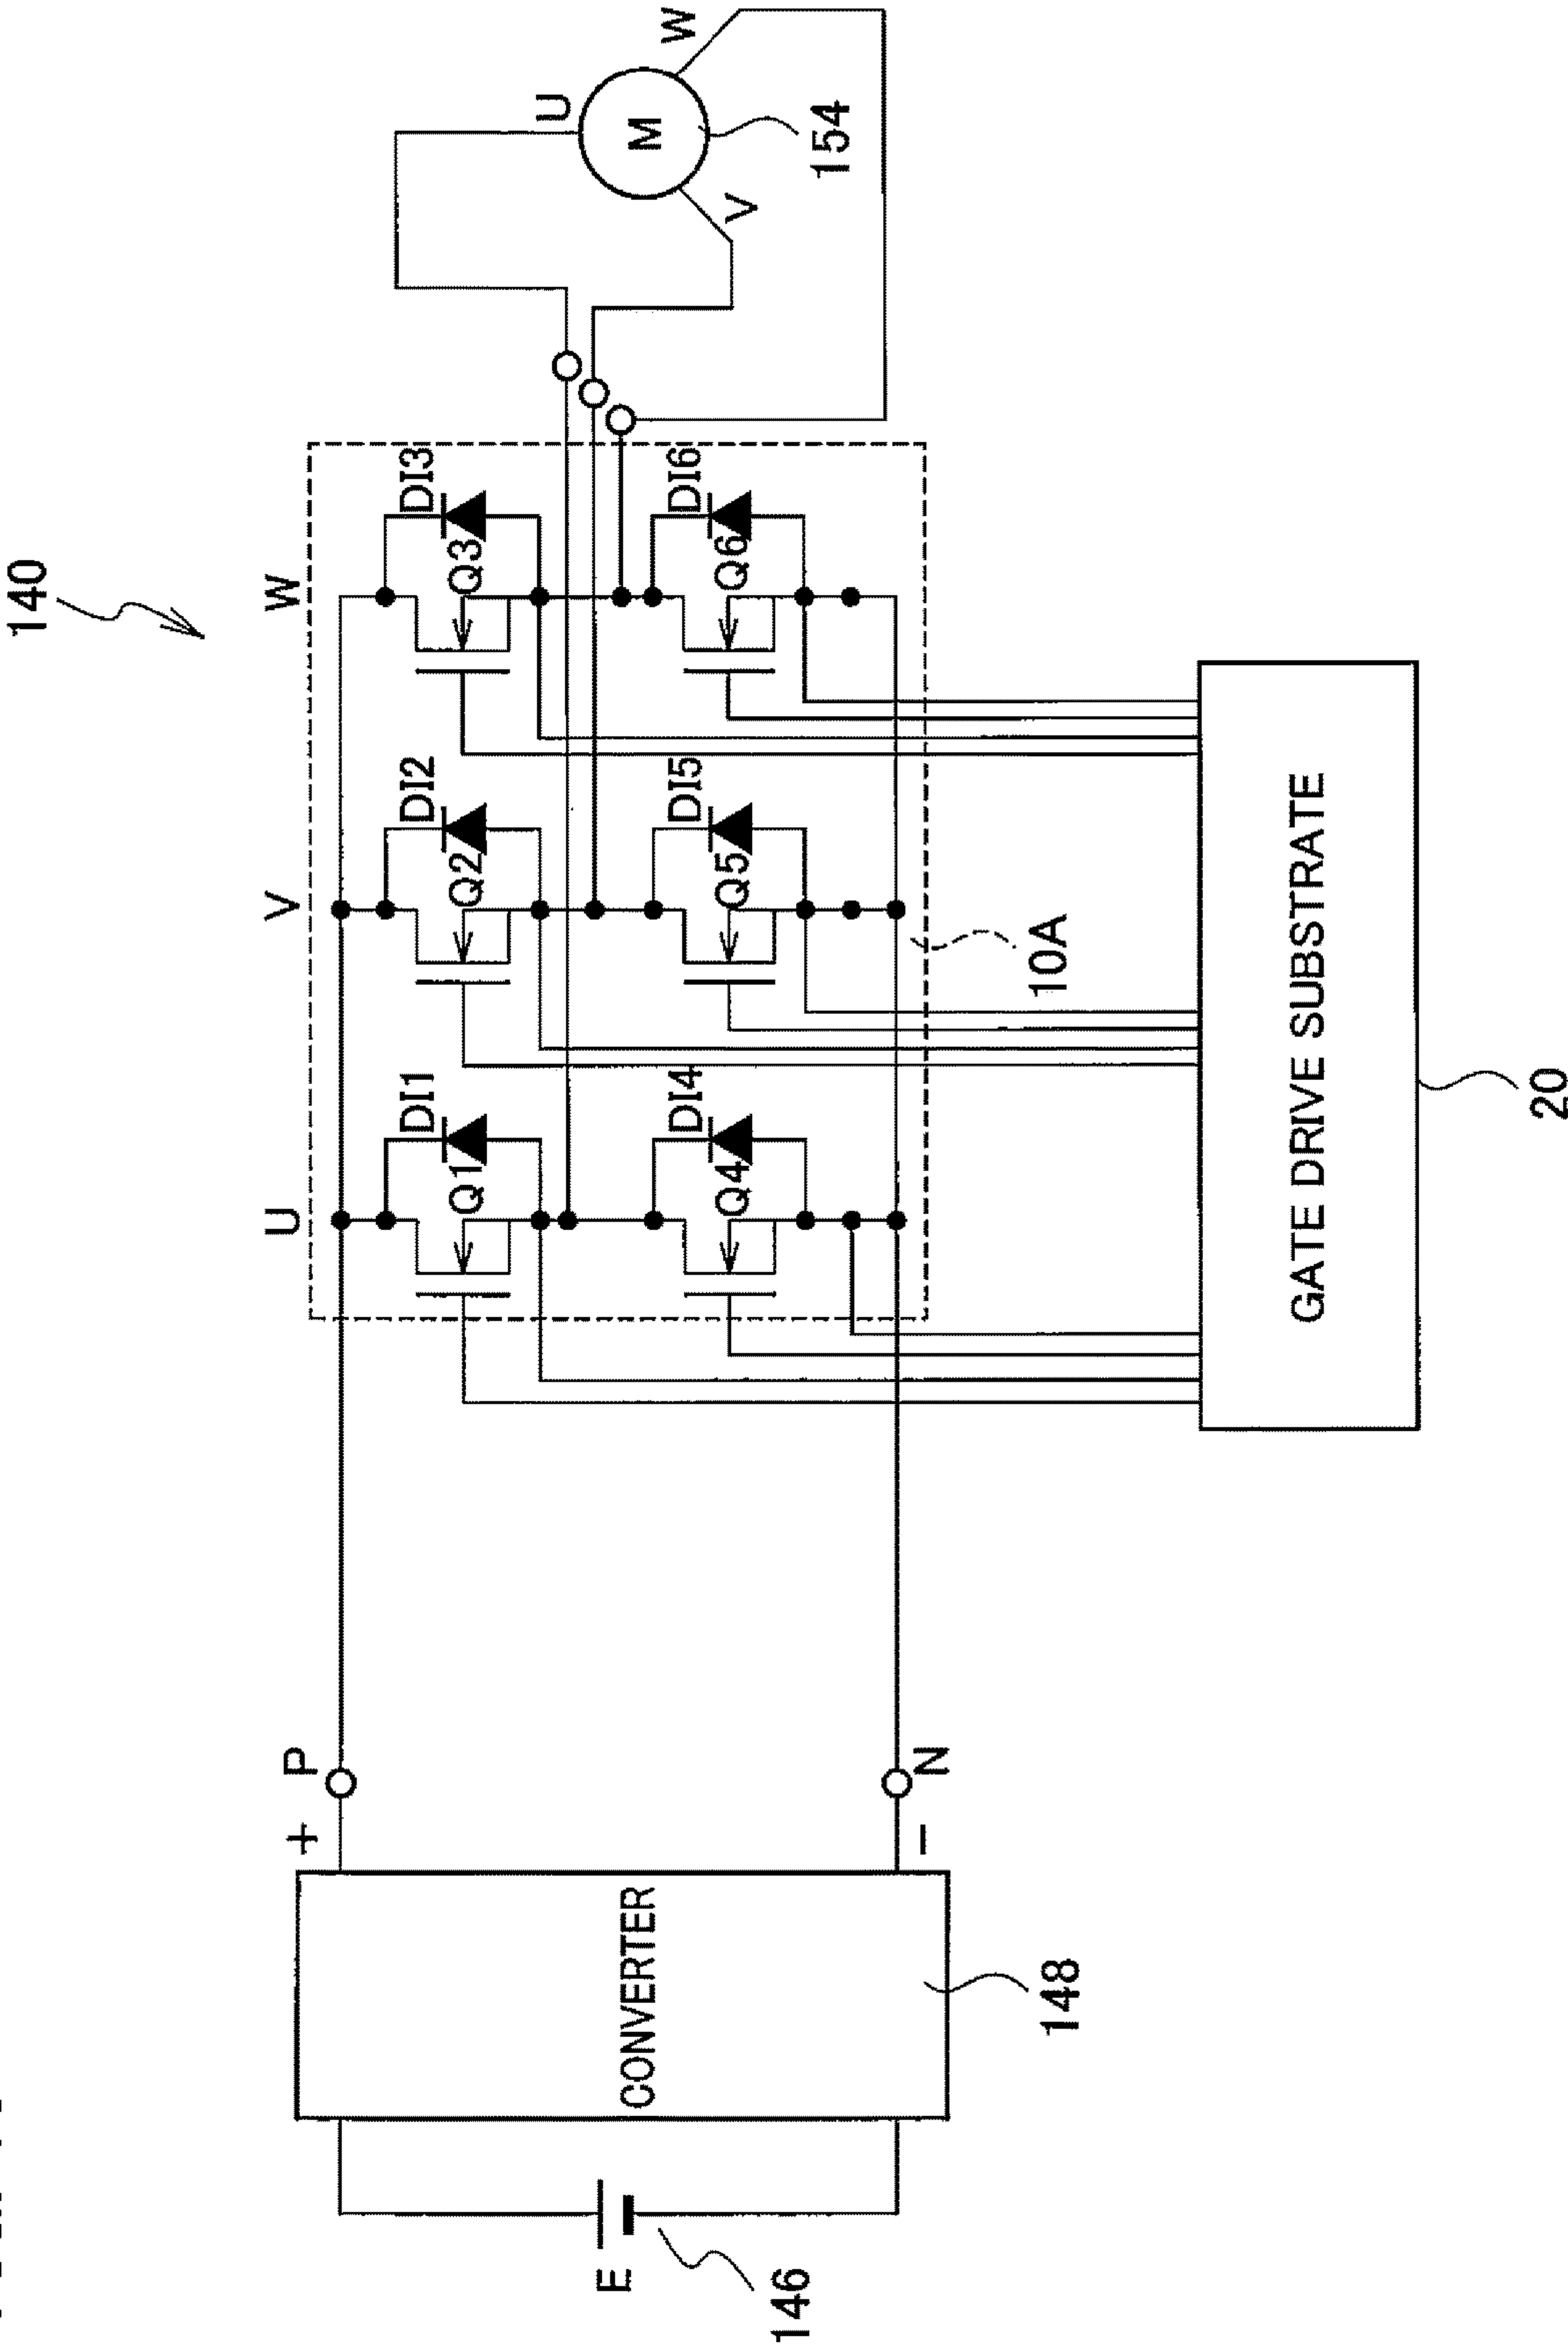 140
U
V
W
DI1
DI2
DI3
Q1
Q2
Q3
DI4
DI5
DI6
Q4
Q5
Q6
10A
P
+
N
−
CONVERTER
148
E
146
GATE DRIVE SUBSTRATE
20
U
V
W
M
154